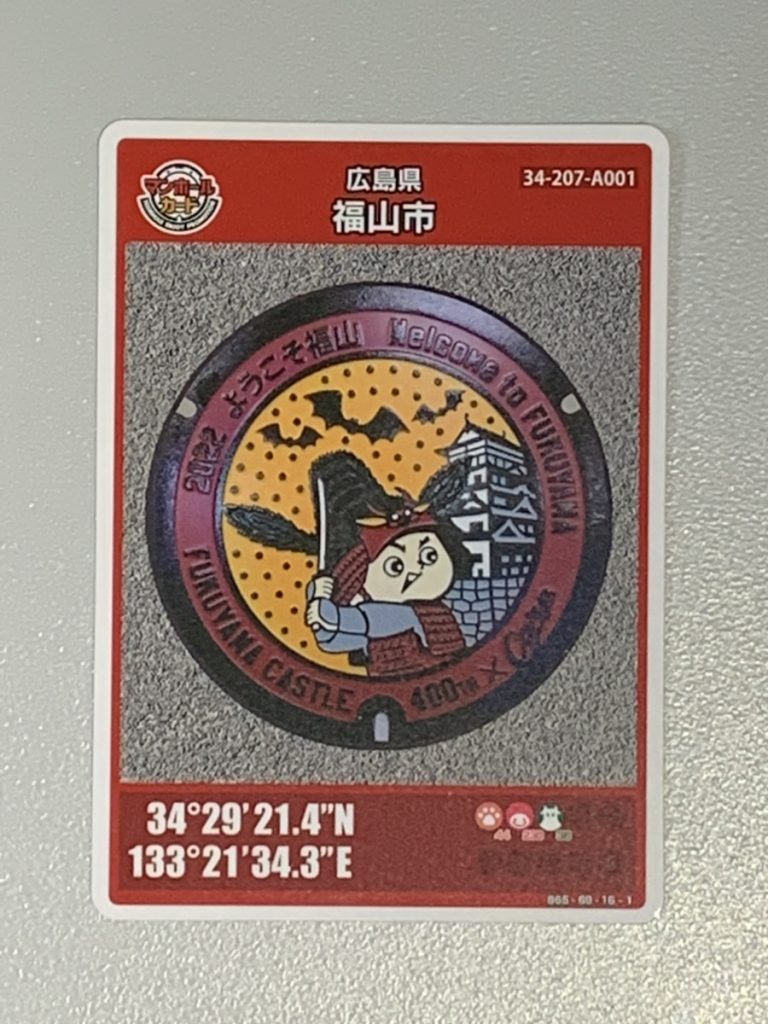 マンホール
カード
広島県
福山市
34-207-A001
2022 ようこそ福山 Welcome to FUKUYAMA
FUKUYAMA CASTLE 400TH × Carp
34°29'21.4"N
133°21'34.3"E